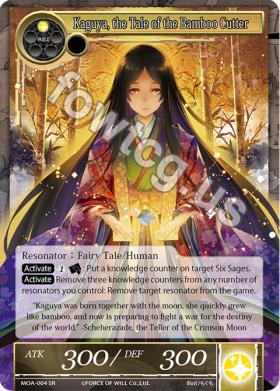 Kaguya, the Tale of the Bamboo Cutter
WILL
fowtcg.us
Resonator : Fairy Tale/Human
Activate 1 : Put a knowledge counter on target Six Sages.
Activate Remove three knowledge counters from any number of
resonators you control: Remove target resonator from the game.
"Kaguya was born together with the moon, she quickly grew
like bamboo, and now is preparing to fight a war for the destiny
of the world." -Scheherazade, the Teller of the Crimson Moon
ATK 300/ DEF 300
MOA-004 SR ©FORCE OF WILL Co.,Ltd. Illust/